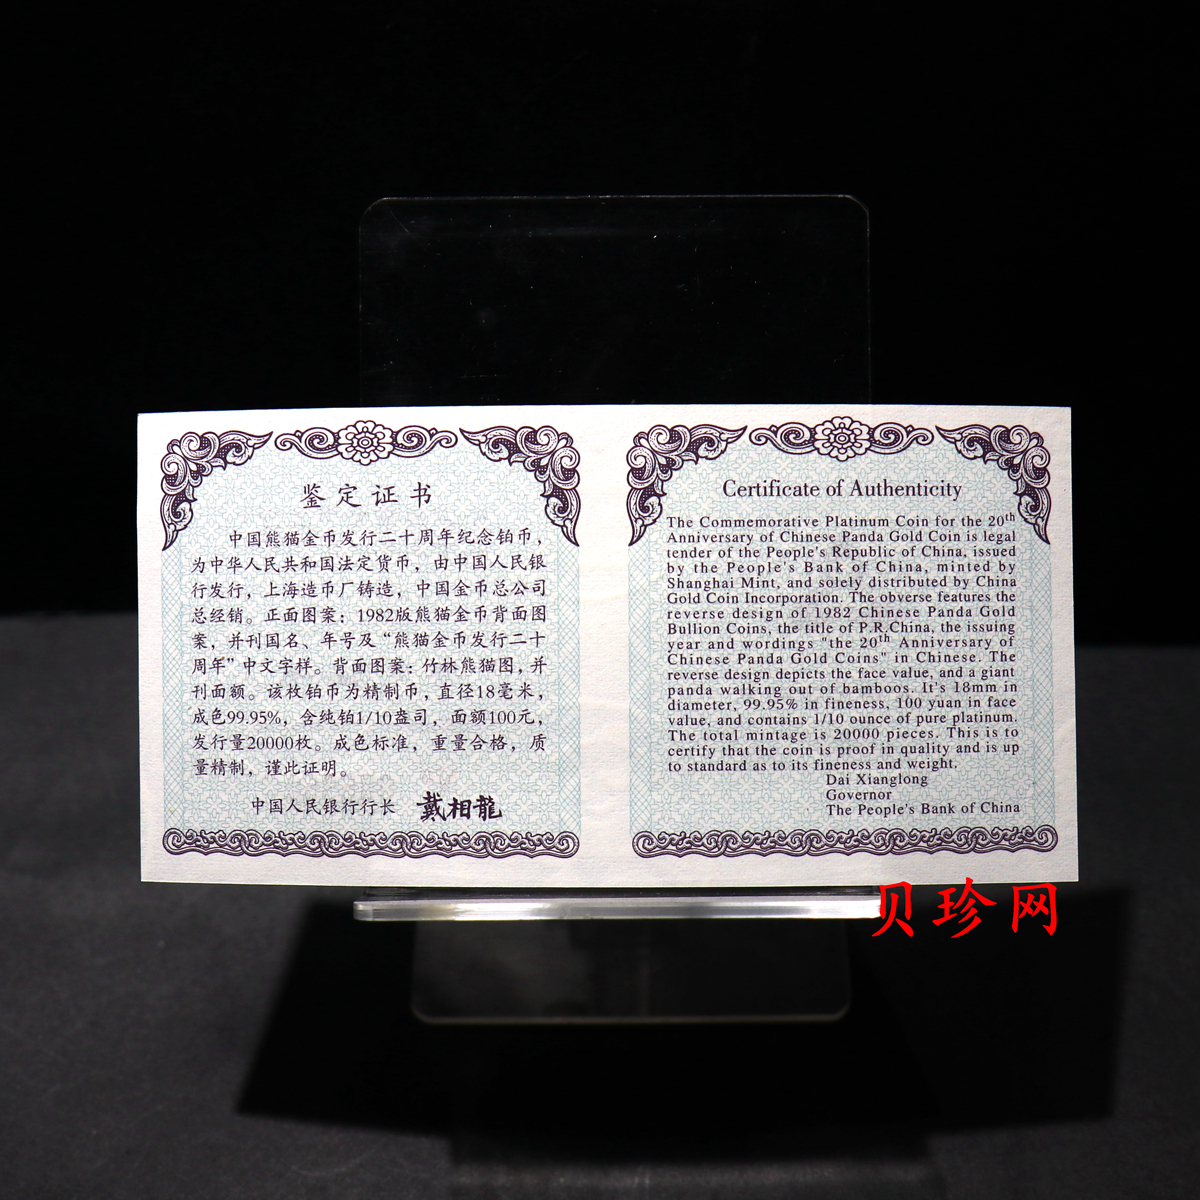 鉴定证书
中国熊猫金币发行二十周年纪念铂币，
为中华人民共和国法定货币，由中国人民银
行发行，上海造币厂铸造，中国金币总公司
总经销。正面图案：1982版熊猫金币背面图
案，并刊国名、年号及“熊猫金币发行二十
周年”中文字样。背面图案：竹林熊猫图，并
刊面额。该枚铂币为精制币，直径18毫米，
成色99.95%，含纯铂1/10盎司，面额100元，
发行量20000枚。成色标准，重量合格，质
量精制，谨此证明。
中国人民银行行长 戴相龍
Certificate of Authenticity
The Commemorative Platinum Coin for the 20th
Anniversary of Chinese Panda Gold Coin is legal
tender of the People's Republic of China, issued
by the People's Bank of China, minted by
Shanghai Mint, and solely distributed by China
Gold Coin Incorporation. The obverse features the
reverse design of 1982 Chinese Panda Gold
Bullion Coins, the title of P.R.China, the issuing
year and wordings "the 20th Anniversary of
Chinese Panda Gold Coins" in Chinese. The
reverse design depicts the face value, and a giant
panda walking out of bamboos. It's 18mm in
diameter, 99.95% in fineness, 100 yuan in face
value, and contains 1/10 ounce of pure platinum.
The total mintage is 20000 pieces. This is to
certify that the coin is proof in quality and is up
to standard as to its fineness and weight.
Dai Xianglong
Governor
The People's Bank of China
贝珍网